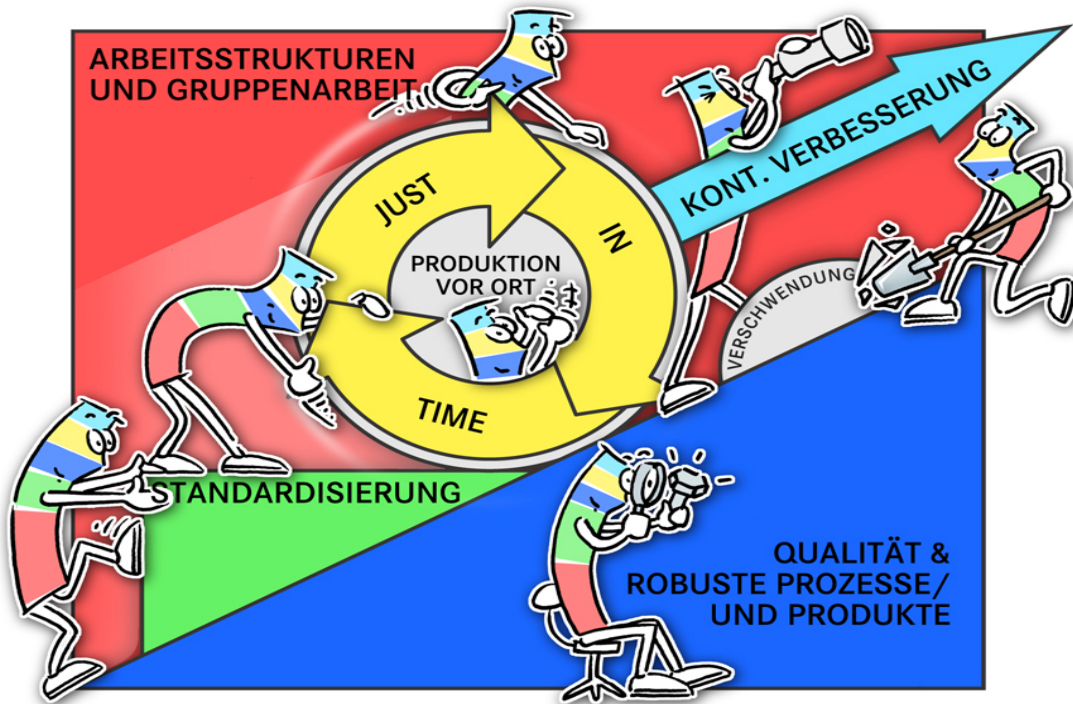 ARBEITSSTRUKTUREN
UND GRUPPENARBEIT
KONT. VERBESSERUNG
JUST
IN
TIME
PRODUKTION
VOR ORT
VERSCHWENDUNG
STANDARDISIERUNG
QUALITÄT &
ROBUSTE PROZESSE/
UND PRODUKTE